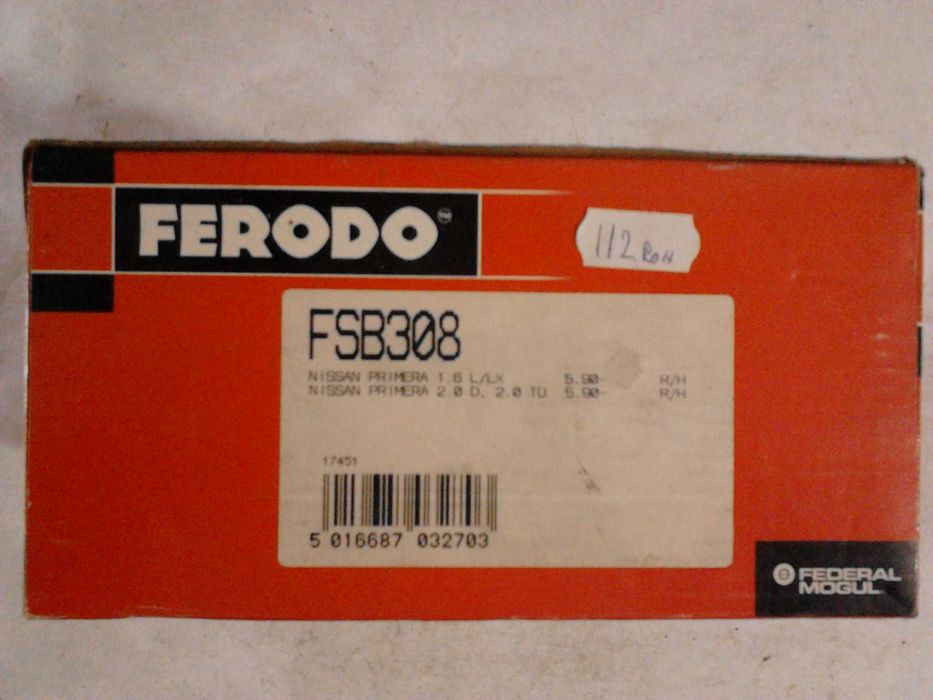 FERODO TM
112 RON
FSB308
NISSAN PRIMERA 1.6 L/LX 5.90- R/H
NISSAN PRIMERA 2.0 D, 2.0 TD 5.90- R/H
17451
5 016687 032703
FEDERAL
MOGUL